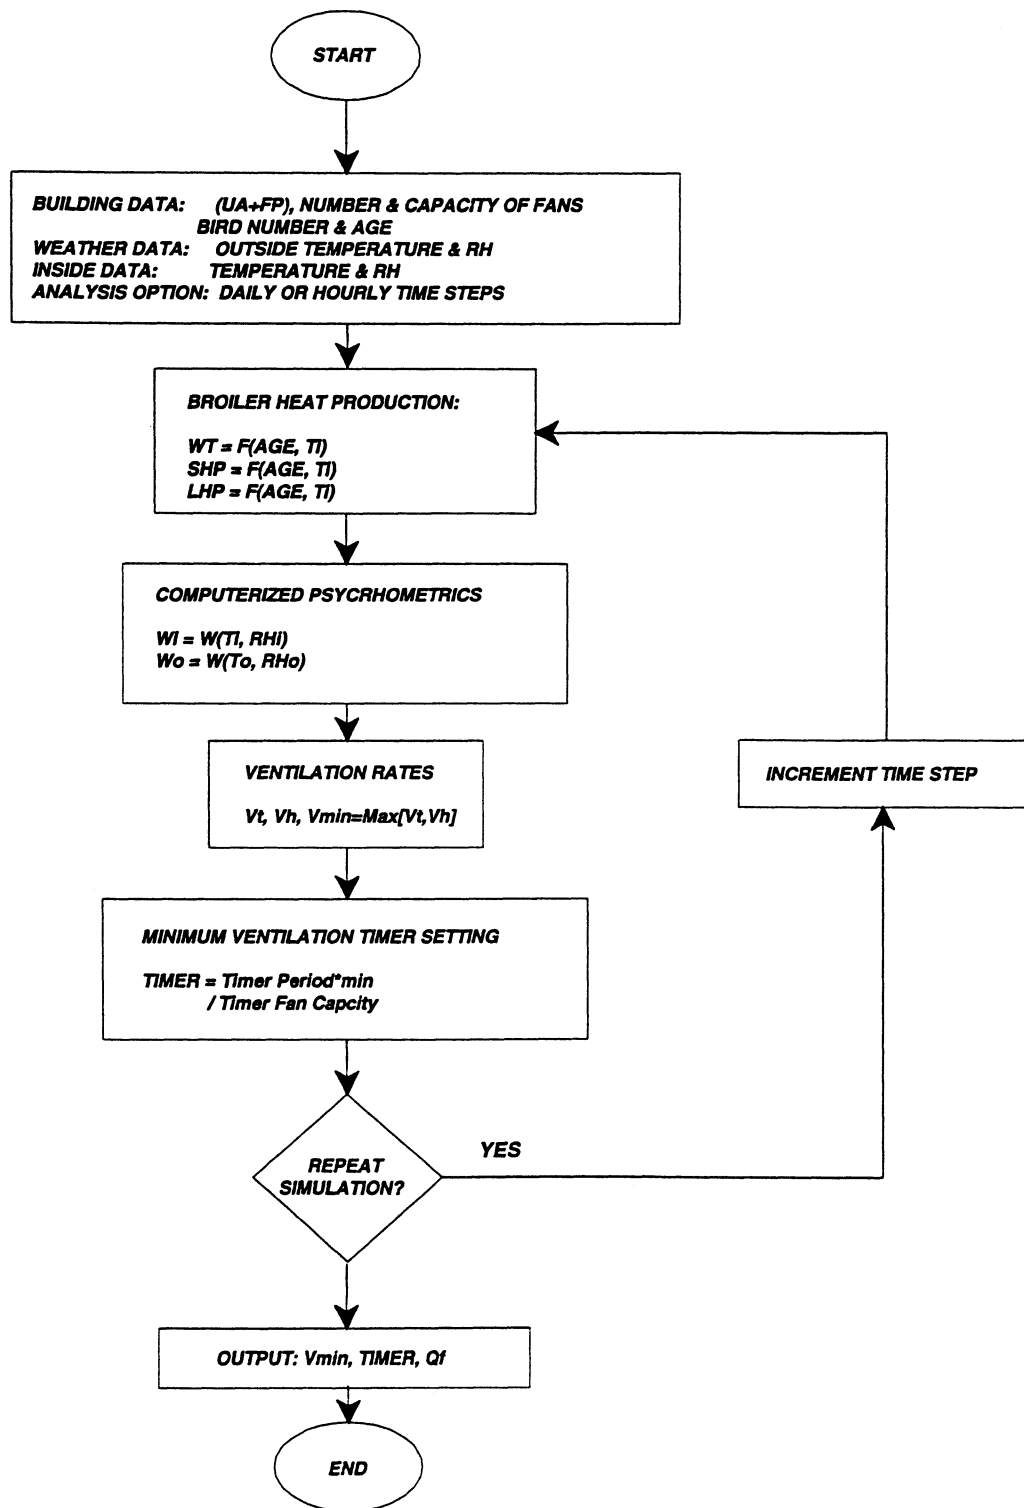 START
BUILDING DATA: (UA+FP), NUMBER & CAPACITY OF FANS
BIRD NUMBER & AGE
WEATHER DATA: OUTSIDE TEMPERATURE & RH
INSIDE DATA: TEMPERATURE & RH
ANALYSIS OPTION: DAILY OR HOURLY TIME STEPS
BROILER HEAT PRODUCTION:
WT = F(AGE, Ti)
SHP = F(AGE, Ti)
LHP = F(AGE, Ti)
COMPUTERIZED PSYCRHOMETRICS
Wi = W(Ti, RHi)
Wo = W(To, RHo)
VENTILATION RATES
Vt, Vh, Vmin=Max[Vt,Vh]
INCREMENT TIME STEP
MINIMUM VENTILATION TIMER SETTING
TIMER = Timer Period*min
/ Timer Fan Capcity
YES
REPEAT
SIMULATION?
OUTPUT: Vmin, TIMER, Qf
END